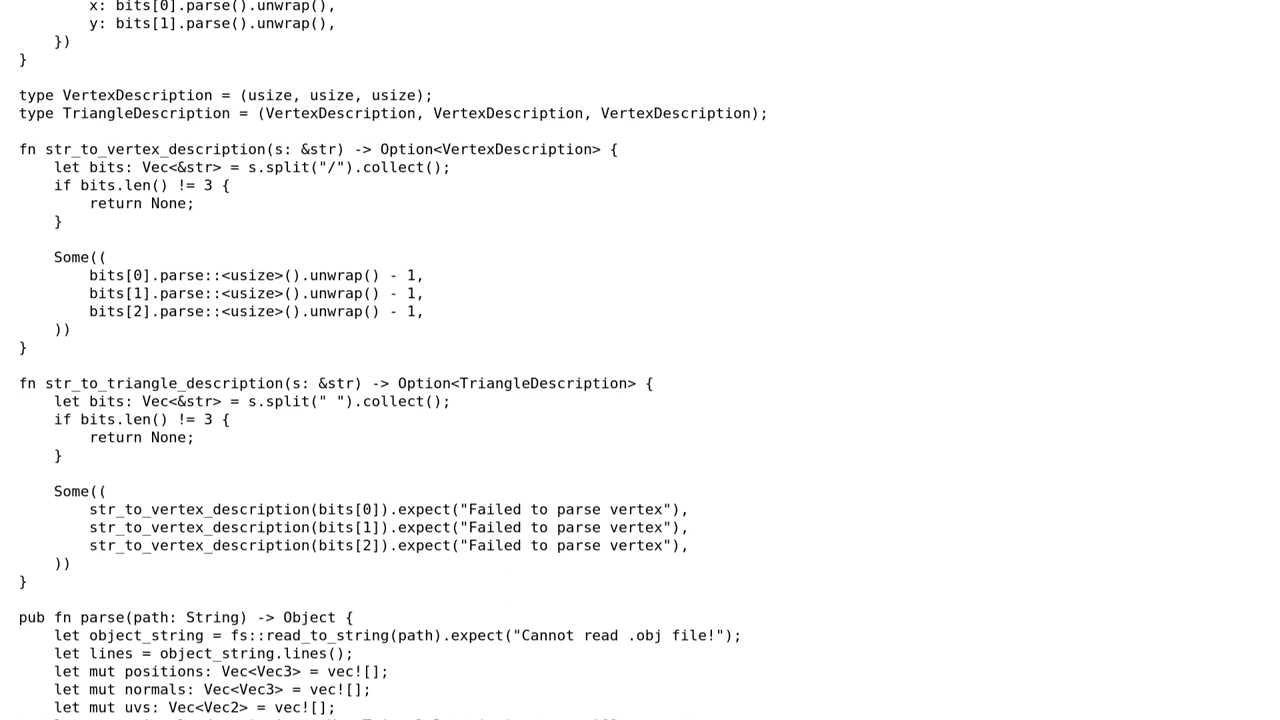 x: bits[0].parse().unwrap(),
        y: bits[1].parse().unwrap(),
    })
}

type VertexDescription = (usize, usize, usize);
type TriangleDescription = (VertexDescription, VertexDescription, VertexDescription);

fn str_to_vertex_description(s: &str) -> Option<VertexDescription> {
    let bits: Vec<&str> = s.split("/").collect();
    if bits.len() != 3 {
        return None;
    }

    Some((
        bits[0].parse::<usize>().unwrap() - 1,
        bits[1].parse::<usize>().unwrap() - 1,
        bits[2].parse::<usize>().unwrap() - 1,
    ))
}

fn str_to_triangle_description(s: &str) -> Option<TriangleDescription> {
    let bits: Vec<&str> = s.split(" ").collect();
    if bits.len() != 3 {
        return None;
    }

    Some((
        str_to_vertex_description(bits[0]).expect("Failed to parse vertex"),
        str_to_vertex_description(bits[1]).expect("Failed to parse vertex"),
        str_to_vertex_description(bits[2]).expect("Failed to parse vertex"),
    ))
}

pub fn parse(path: String) -> Object {
    let object_string = fs::read_to_string(path).expect("Cannot read .obj file!");
    let lines = object_string.lines();
    let mut positions: Vec<Vec3> = vec![];
    let mut normals: Vec<Vec3> = vec![];
    let mut uvs: Vec<Vec2> = vec![];